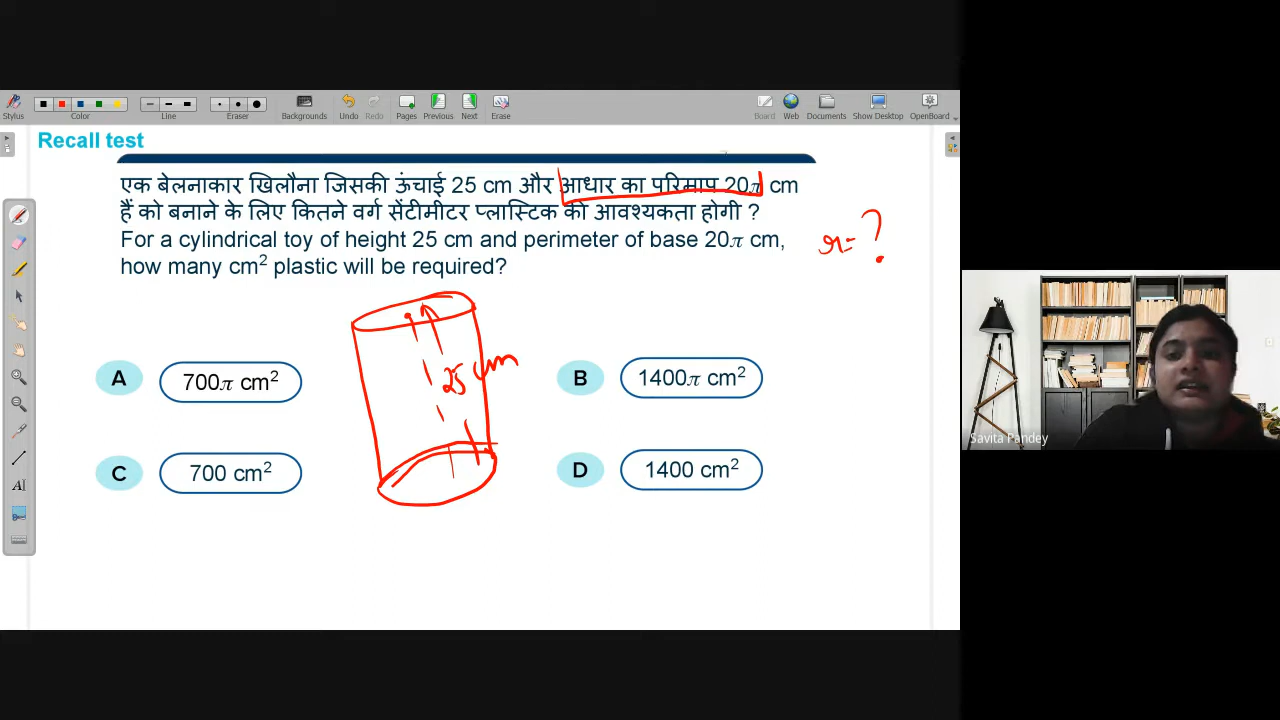 Stylus
Color
Line
Eraser
Backgrounds
Undo
Redo
Pages
Previous
Next
Erase
Board
Web
Documents
Show Desktop
OpenBoard
Recall test
एक बेलनाकार खिलौना जिसकी ऊंचाई 25 cm और आधार का परिमाप 20π cm
हैं को बनाने के लिए कितने वर्ग सेंटीमीटर प्लास्टिक की आवश्यकता होगी ?
For a cylindrical toy of height 25 cm and perimeter of base 20π cm,
how many cm² plastic will be required?
r = ?
25 cm
A 700π cm²
B 1400π cm²
C 700 cm²
D 1400 cm²
Savita Pandey